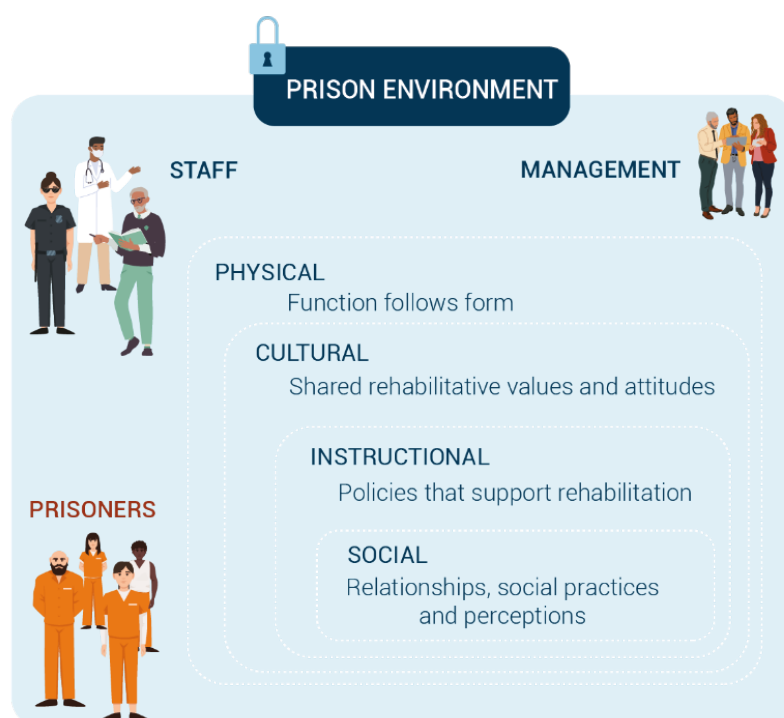 PRISON ENVIRONMENT
STAFF
MANAGEMENT
PHYSICAL
Function follows form
CULTURAL
Shared rehabilitative values and attitudes
INSTRUCTIONAL
Policies that support rehabilitation
PRISONERS
SOCIAL
Relationships, social practices
and perceptions